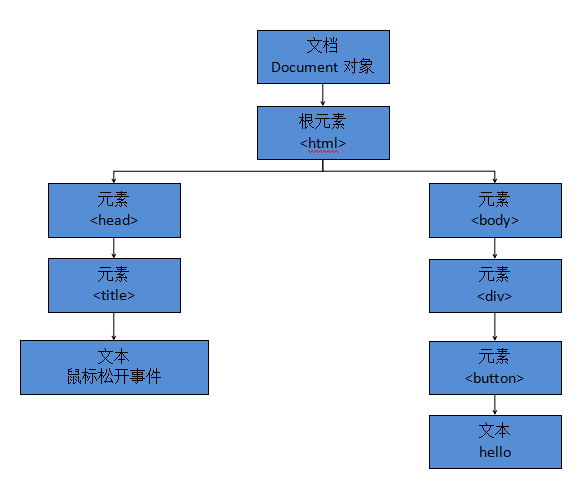 文档
Document 对象
根元素
<html>
元素
<head>
元素
<body>
元素
<title>
元素
<div>
文本
鼠标松开事件
元素
<button>
文本
hello